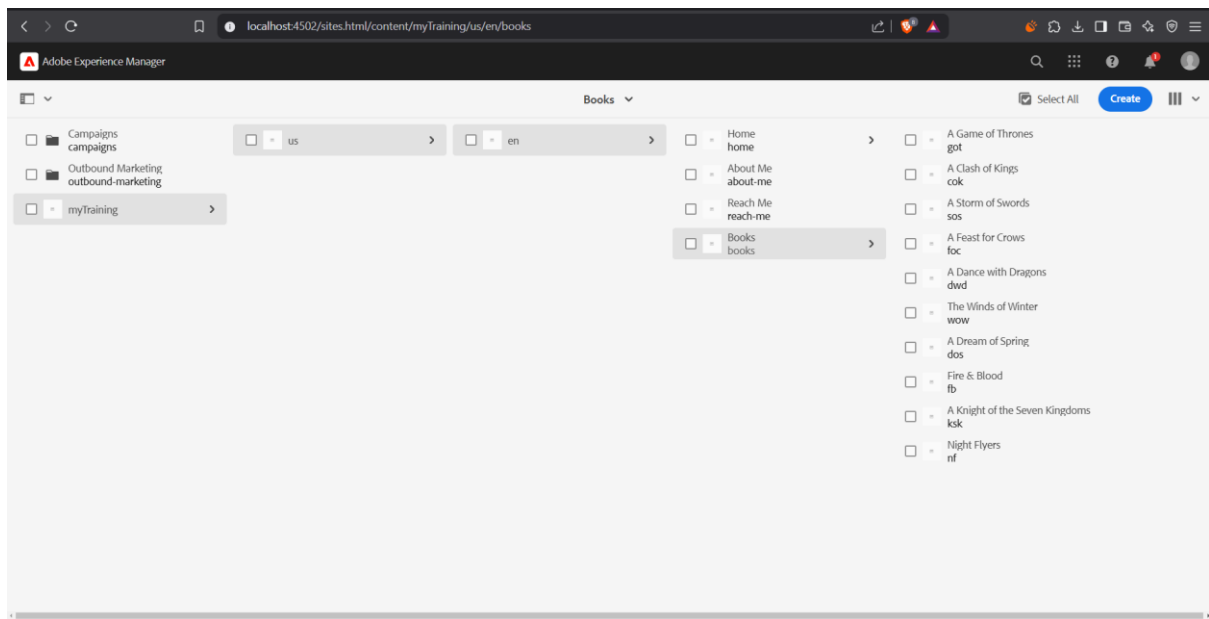 localhost:4502/sites.html/content/myTraining/us/en/books
Adobe Experience Manager
Books
Select All
Create
Campaigns
campaigns
Outbound Marketing
outbound-marketing
myTraining
us
en
Home
home
About Me
about-me
Reach Me
reach-me
Books
books
A Game of Thrones
got
A Clash of Kings
cok
A Storm of Swords
sos
A Feast for Crows
foc
A Dance with Dragons
dwd
The Winds of Winter
wow
A Dream of Spring
dos
Fire & Blood
fb
A Knight of the Seven Kingdoms
ksk
Night Flyers
nf